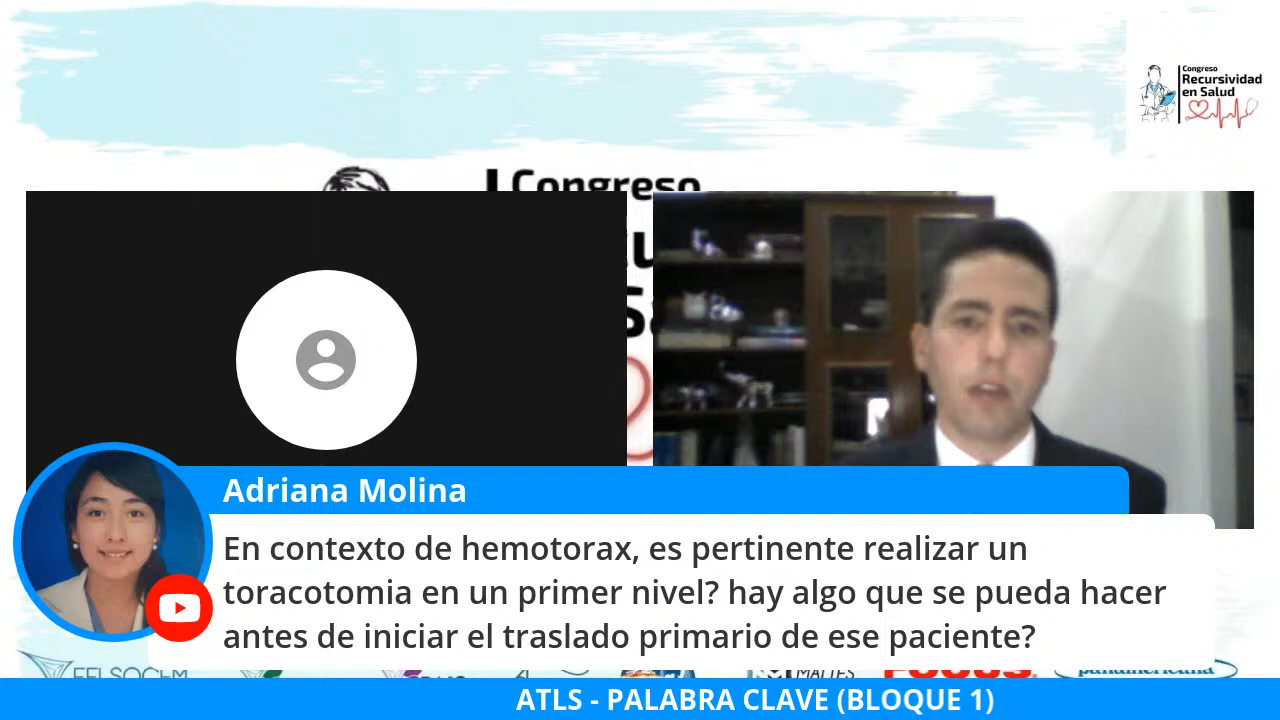 Congreso
Recursividad
en Salud
I Congreso
Adriana Molina
En contexto de hemotorax, es pertinente realizar un
toracotomia en un primer nivel? hay algo que se pueda hacer
antes de iniciar el traslado primario de ese paciente?
panamericana
ATLS - PALABRA CLAVE (BLOQUE 1)